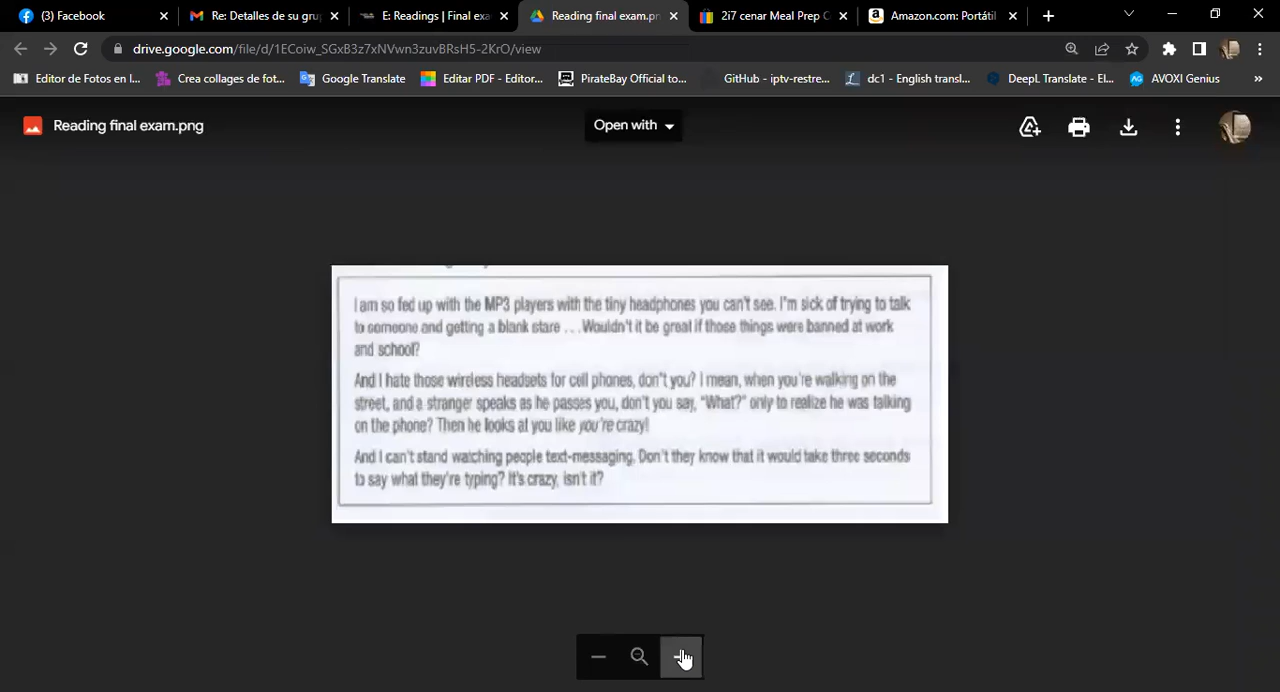 (3) Facebook
Re: Detalles de su gru
E: Readings | Final exa
Reading final exam.pn
2i7 cenar Meal Prep C
Amazon.com: Portátil
drive.google.com/file/d/1ECoiw_SGxB3z7xNVwn3zuvBRsH5-2KrO/view
Editor de Fotos en l...
Crea collages de fot...
Google Translate
Editar PDF - Editor...
PirateBay Official to...
GitHub - iptv-restre...
dc1 - English transl...
DeepL Translate - El...
AVOXI Genius
Reading final exam.png
Open with
I am so fed up with the MP3 players with the tiny headphones you can't see. I'm sick of trying to talk
to someone and getting a blank stare ... Wouldn't it be great if those things were banned at work
and school?
And I hate those wireless headsets for cell phones, don't you? I mean, when you're walking on the
street, and a stranger speaks as he passes you, don't you say, "What?" only to realize he was talking
on the phone? Then he looks at you like you're crazy!
And I can't stand watching people text-messaging. Don't they know that it would take three seconds
to say what they're typing? It's crazy, isn't it?